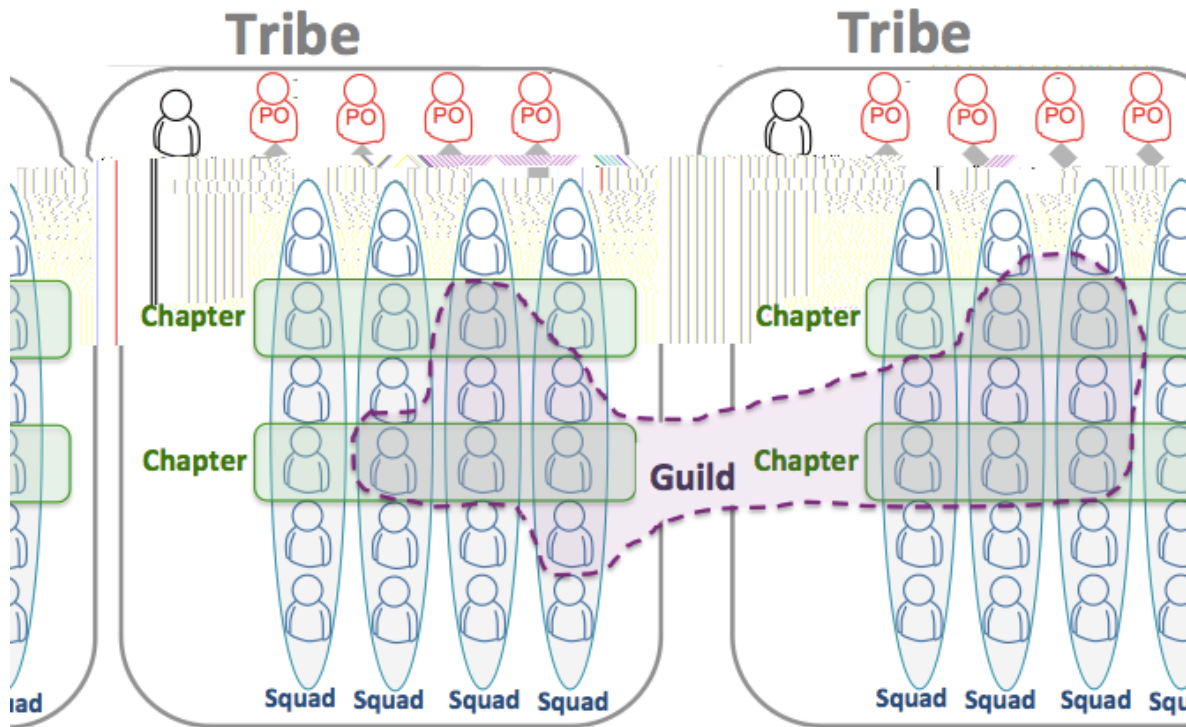 Tribe Tribe
PO PO PO PO PO PO PO PO
Chapter Chapter
Chapter Guild Chapter
uad Squad Squad Squad Squad Squad Squad Squad Squ